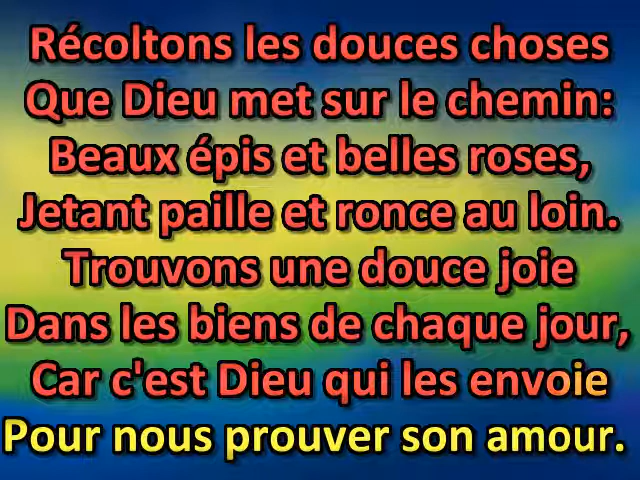 Récoltons les douces choses
Que Dieu met sur le chemin:
Beaux épis et belles roses,
Jetant paille et ronce au loin.
Trouvons une douce joie
Dans les biens de chaque jour,
Car c'est Dieu qui les envoie
Pour nous prouver son amour.